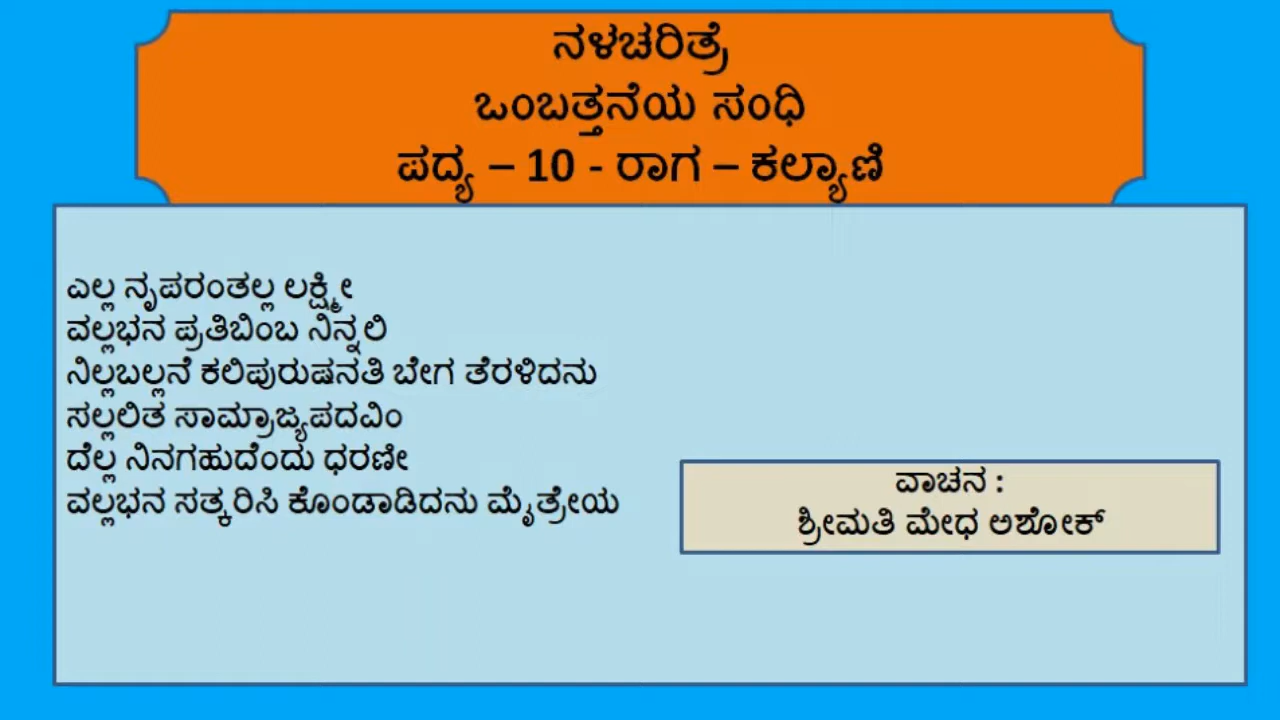 ನಳಚರಿತ್ರೆ
ಒಂಬತ್ತನೆಯ ಸಂಧಿ
ಪದ್ಯ – 10 - ರಾಗ – ಕಲ್ಯಾಣಿ
ಎಲ್ಲ ನೃಪರಂತಲ್ಲ ಲಕ್ಷ್ಮೀ
ವಲ್ಲಭನ ಪ್ರತಿಬಿಂಬ ನಿನ್ನಲಿ
ನಿಲ್ಲಬಲ್ಲನೆ ಕಲಿಪುರುಷನತಿ ಬೇಗ ತೆರಳಿದನು
ಸಲ್ಲಲಿತ ಸಾಮ್ರಾಜ್ಯಪದವಿಂ
ದೆಲ್ಲ ನಿನಗಹುದೆಂದು ಧರಣೀ
ವಲ್ಲಭನ ಸತ್ಕರಿಸಿ ಕೊಂಡಾಡಿದನು ಮೈತ್ರೇಯ
ವಾಚನ :
ಶ್ರೀಮತಿ ಮೇಧ ಅಶೋಕ್